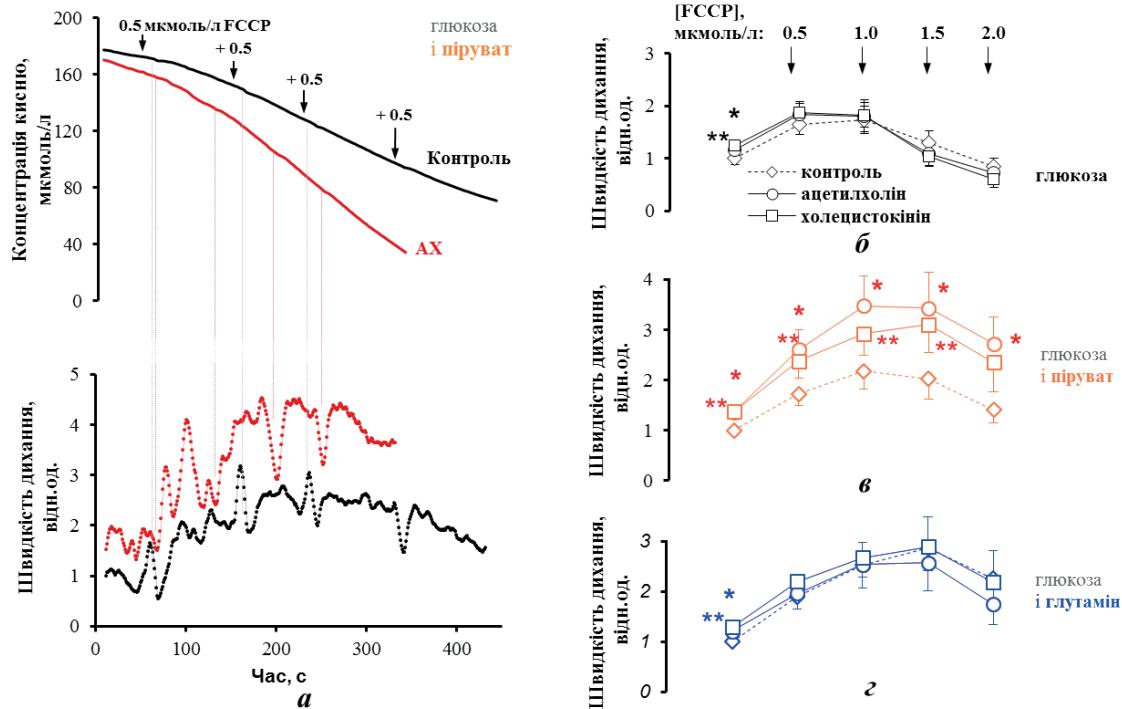 200
160
120
80
40
0
Концентрація кисню,
мкмоль/л
0.5 мкмоль/л FCCP
+ 0.5
+ 0.5
+ 0.5
глюкоза
і піруват
Контроль
АХ
5
4
3
2
1
0
Швидкість дихання,
відн.од.
0 100 200 300 400
Час, с
а
[FCCP],
мкмоль/л: 0.5 1.0 1.5 2.0
3
2
1
0
Швидкість дихання,
відн.од.
*
**
контроль
ацетилхолін
холецистокінін
глюкоза
б
4
3
2
1
0
Швидкість дихання,
відн.од.
* * * * *
** ** ** **
глюкоза
і піруват
в
3
2
1
0
Швидкість дихання,
відн.од.
*
**
глюкоза
і глутамін
г